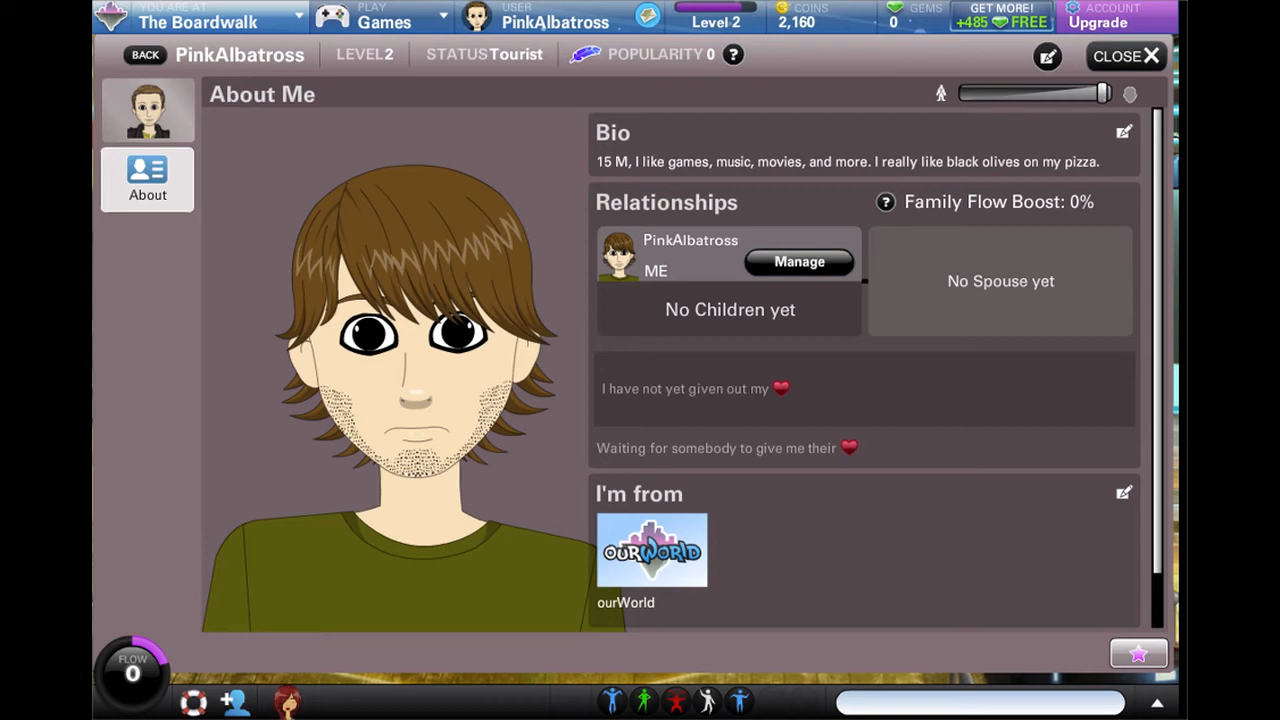 YOU ARE AT
The Boardwalk
PLAY
Games
USER
PinkAlbatross
Level 2
COINS
2,160
GEMS
0
GET MORE!
+485 FREE
ACCOUNT
Upgrade
BACK PinkAlbatross LEVEL2 STATUSTourist POPULARITY 0 ?
CLOSE
About Me
About
Bio
15 M, I like games, music, movies, and more. I really like black olives on my pizza.
Relationships
? Family Flow Boost: 0%
PinkAlbatross
ME
Manage
No Children yet
No Spouse yet
I have not yet given out my
Waiting for somebody to give me their
I'm from
OURWORLD
ourWorld
FLOW
0